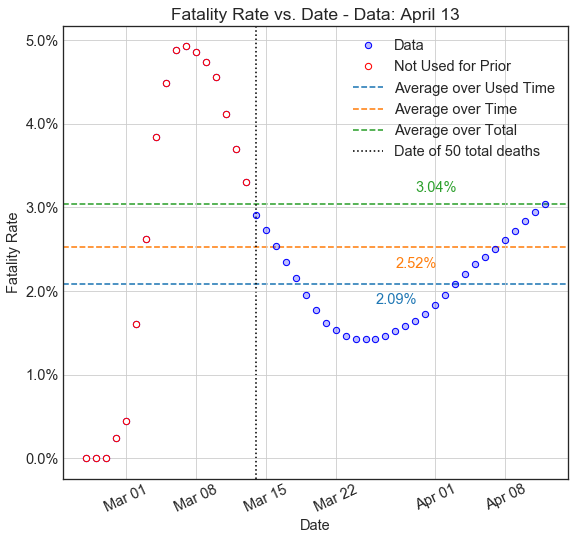 Fatality Rate vs. Date - Data: April 13
5.0%
4.0%
3.0%
2.0%
1.0%
0.0%
Fatality Rate
Data
Not Used for Prior
Average over Used Time
Average over Time
Average over Total
Date of 50 total deaths
3.04%
2.52%
2.09%
Mar 01
Mar 08
Mar 15
Mar 22
Apr 01
Apr 08
Date